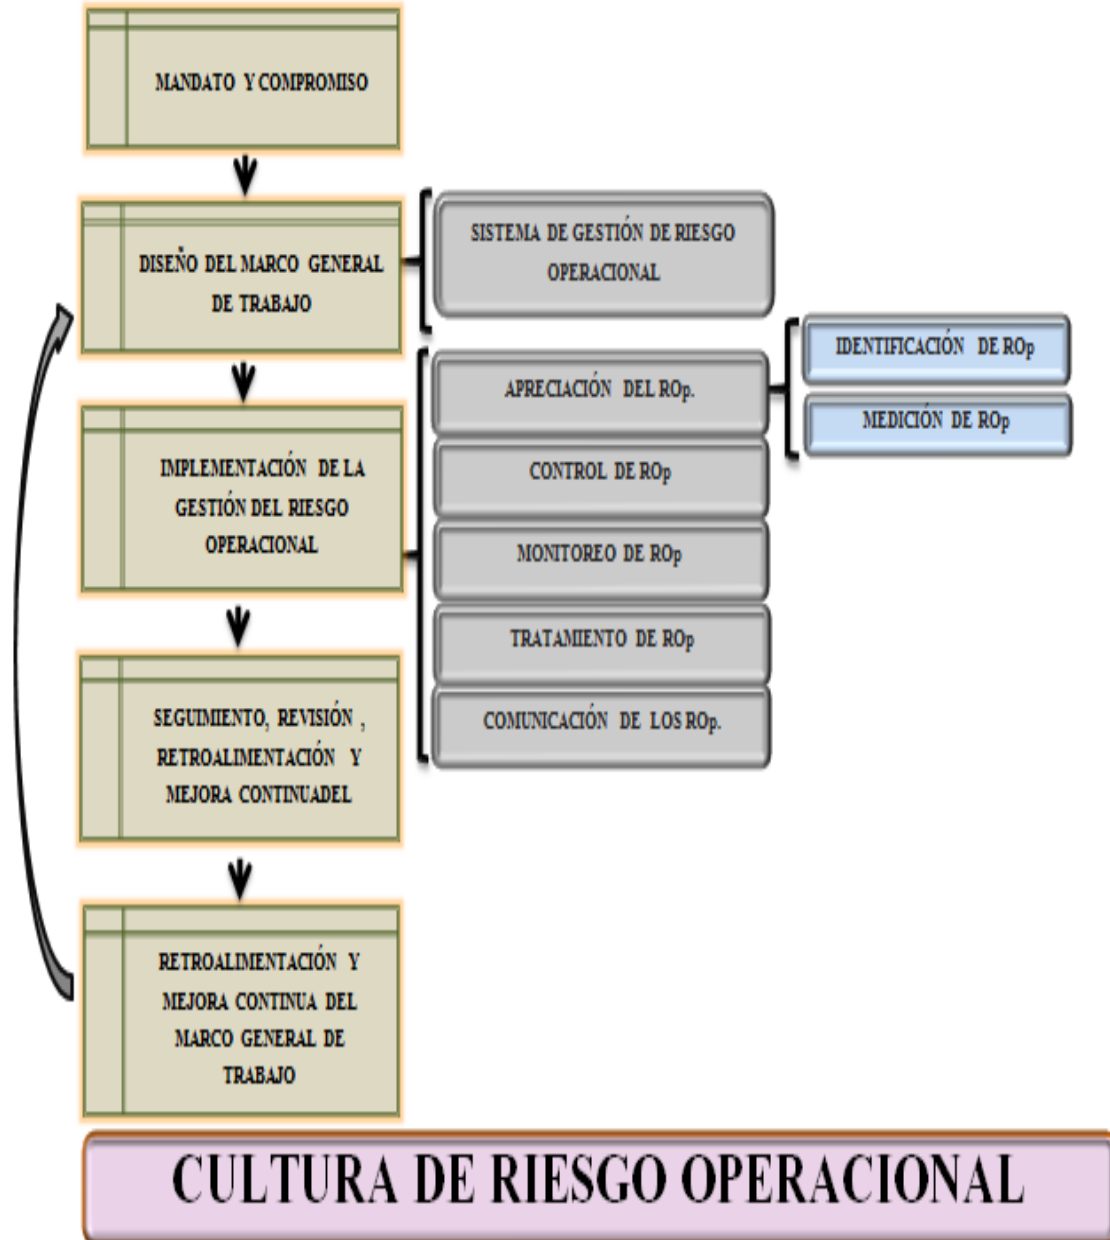 MANDATO Y COMPROMISO
DISEÑO DEL MARCO GENERAL
DE TRABAJO
SISTEMA DE GESTIÓN DE RIESGO
OPERACIONAL
IMPLEMENTACIÓN DE LA
GESTIÓN DEL RIESGO
OPERACIONAL
APRECIACIÓN DEL ROp.
IDENTIFICACIÓN DE ROp
MEDICIÓN DE ROp
CONTROL DE ROp
MONITOREO DE ROp
TRATAMIENTO DE ROp
COMUNICACIÓN DE LOS ROp.
SEGUIMIENTO, REVISIÓN ,
RETROALIMENTACIÓN Y
MEJORA CONTINUADEL
RETROALIMENTACIÓN Y
MEJORA CONTINUA DEL
MARCO GENERAL DE
TRABAJO
CULTURA DE RIESGO OPERACIONAL